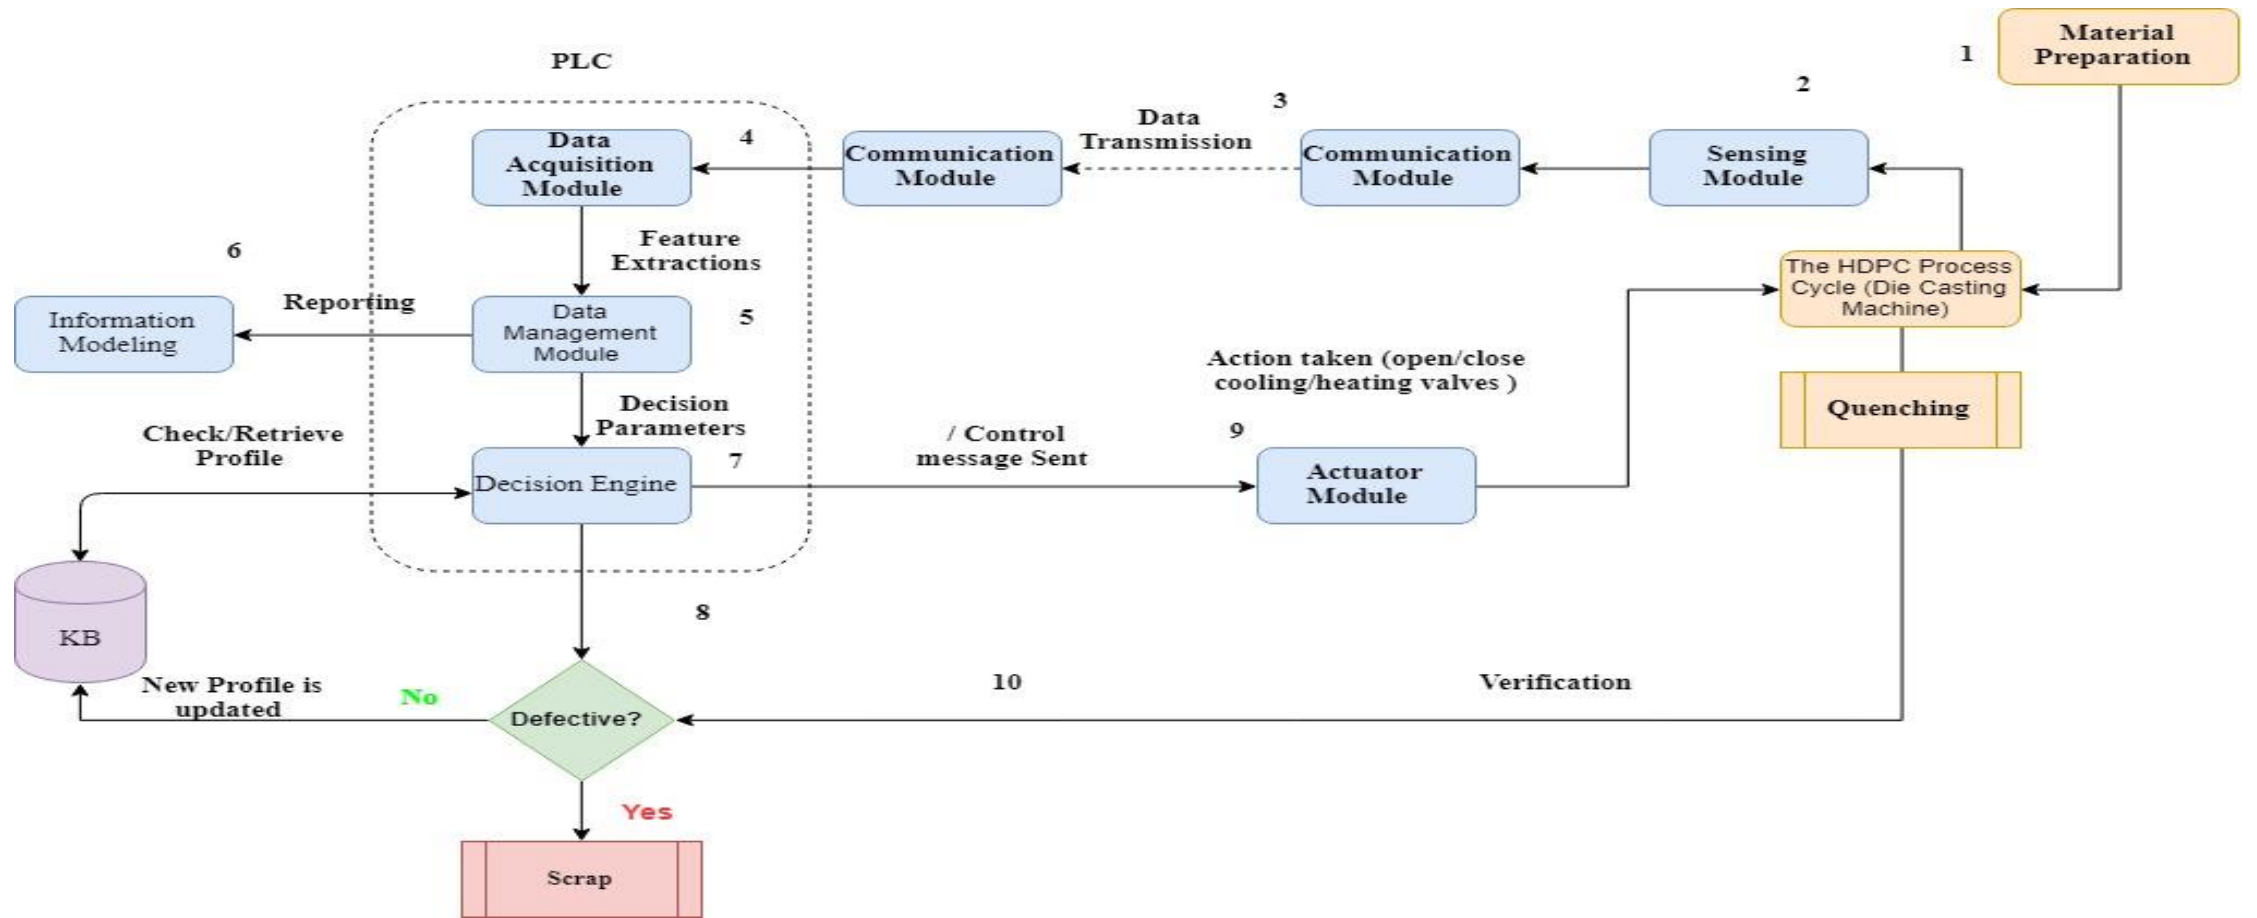 PLC
1
Material
Preparation
2
3
Data
Transmission
4
Data
Acquisition
Module
Communication
Module
Communication
Module
Sensing
Module
Feature
Extractions
6
Reporting
Information
Modeling
5
Data
Management
Module
The HDPC Process
Cycle (Die Casting
Machine)
Action taken (open/close
cooling/heating valves )
Quenching
Decision
Parameters
Check/Retrieve
Profile
7
Decision Engine
/ Control
message Sent
9
Actuator
Module
KB
8
New Profile is
updated
No
Defective?
10
Verification
Yes
Scrap